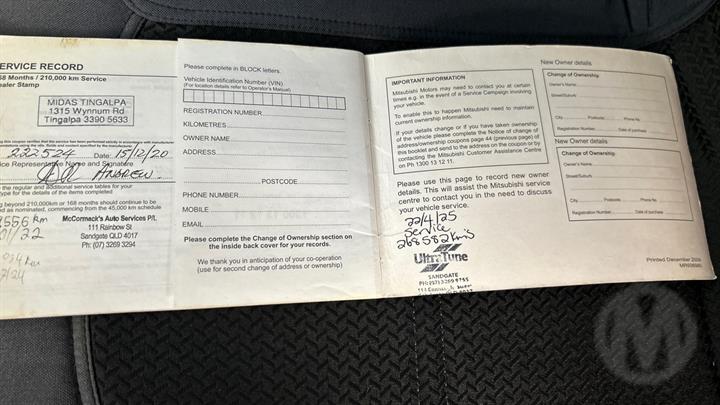 ERVICE RECORD
68 Months / 210,000 km Service
ealer Stamp
MIDAS TINGALPA
1315 Wynnum Rd
Tingalpa 3390 5633
222524 Date: 15/12/20
vice Representative Name and Signature
ANDREW
the regular and additional service tables for your
type for the details of the items completed
ng beyond 210,000km or 168 months should continue to be
ed as nominated, commencing from the 45,000 km schedule
McCormack's Auto Services P/L
111 Rainbow St
Sandgate QLD 4017
Ph: (07) 3269 3294
Please complete in BLOCK letters.
Vehicle Identification Number (VIN)
(For location details refer to Operator's Manual)
REGISTRATION NUMBER
KILOMETRES
OWNER NAME
ADDRESS
POSTCODE
PHONE NUMBER
MOBILE
EMAIL
Please complete the Change of Ownership section on
the inside back cover for your records.
We thank you in anticipation of your co-operation
(use for second change of address or ownership)
IMPORTANT INFORMATION
Mitsubishi Motors may need to contact you at certain
times e.g. in the event of a Service Campaign involving
your vehicle.
To enable this to happen Mitsubishi need to maintain
current ownership information.
If your details change or if you have taken ownership
of the vehicle please complete the Notice of change of
address/ownership coupons page 44 (previous page) of
this booklet and send to the address on the coupon or by
contacting the Mitsubishi Customer Assistance Centre
on Ph 1300 13 12 11.
Please use this page to record new owner
details. This will assist the Mitsubishi service
centre to contact you in the need to discuss
your vehicle service.
22/4/25
Service
268582kms
UltraTune
SANDGATE
New Owner details
Change of Ownership
Owner's Name
Street/Suburb
City Postcode Phone No
Registration Number Date of purchase
New Owner details
Change of Ownership
Owner's Name
Street/Suburb
City Postcode Phone No
Registration Number Date of purchase
M